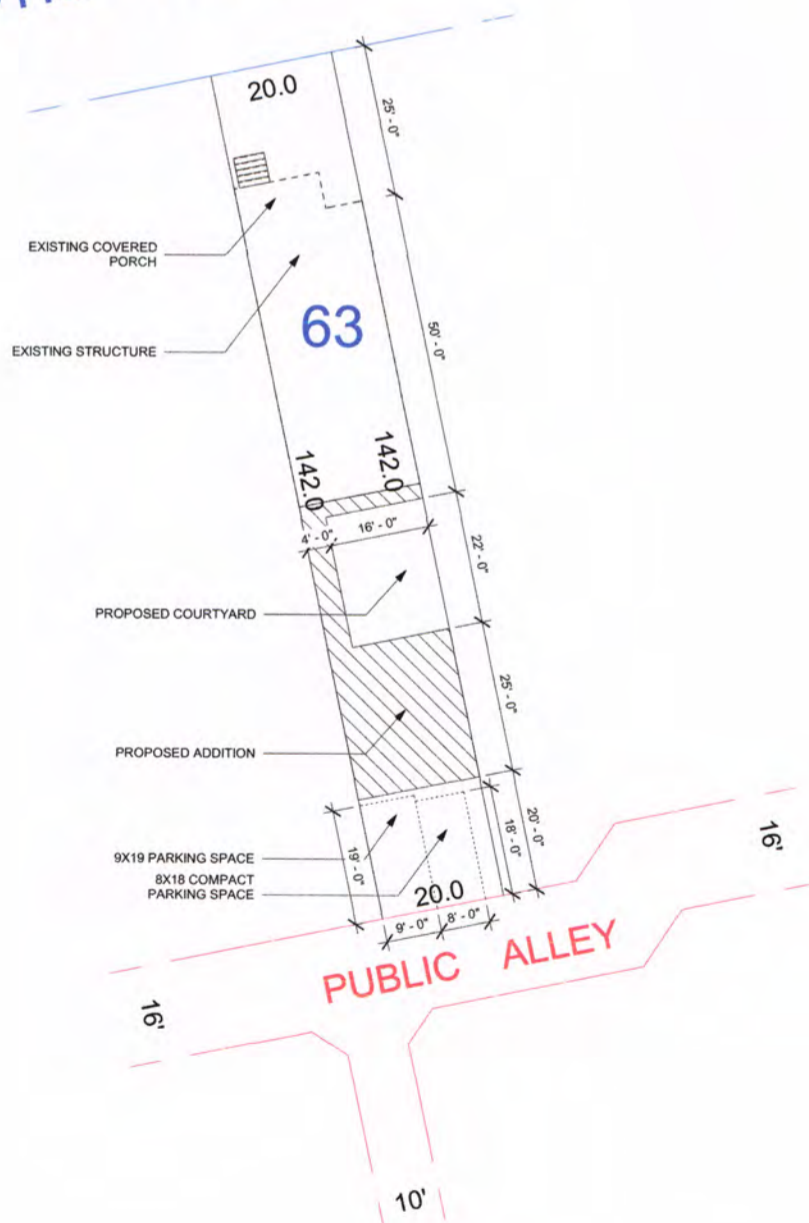 20.0
25' - 0"
EXISTING COVERED
PORCH
63
EXISTING STRUCTURE
50' - 0"
142.0
142.0
4' - 0"
16' - 0"
22' - 0"
PROPOSED COURTYARD
25' - 0"
PROPOSED ADDITION
9X19 PARKING SPACE
8X18 COMPACT
PARKING SPACE
19' - 0"
18' - 0"
20' - 0"
16'
20.0
9' - 0"
8' - 0"
PUBLIC ALLEY
16'
10'